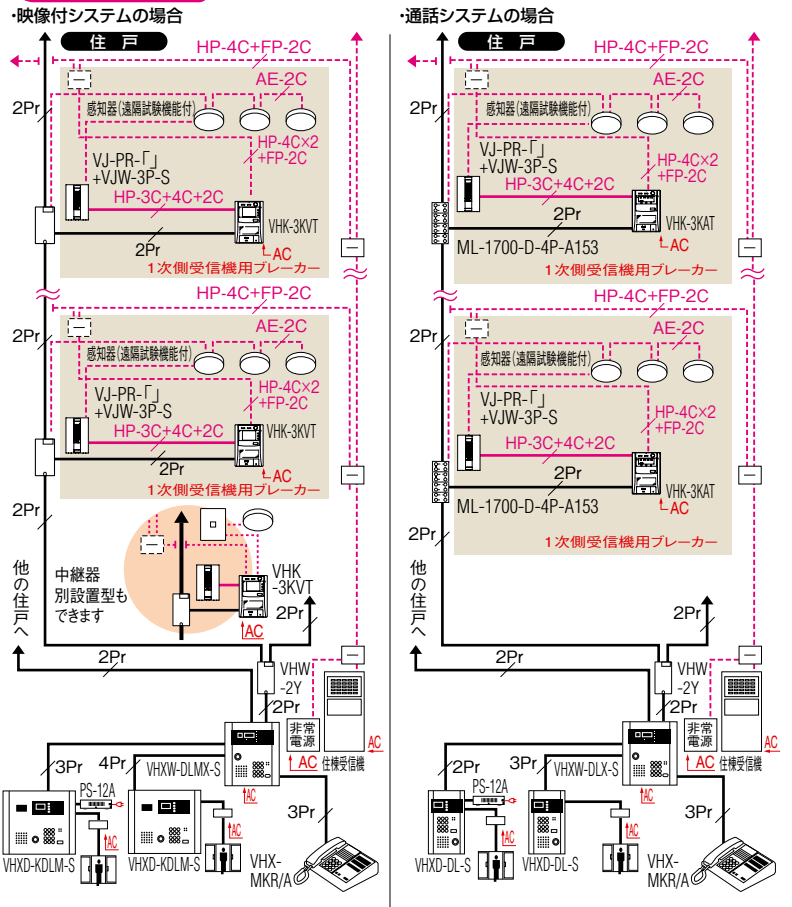 ・映像付システムの場合
住 戸
HP-4C+FP-2C
AE-2C
2Pr
感知器(遠隔試験機能付)
HP-4C×2
+FP-2C
VJ-PR-「」
+VJW-3P-S
HP-3C+4C+2C
VHK-3KVT
2Pr
AC
1次側受信機用ブレーカー
HP-4C+FP-2C
AE-2C
2Pr
感知器(遠隔試験機能付)
HP-4C×2
+FP-2C
VJ-PR-「」
+VJW-3P-S
HP-3C+4C+2C
VHK-3KVT
2Pr
AC
1次側受信機用ブレーカー
2Pr
他の住戸へ
中継器
別設置型も
できます
VHK
-3KVT
AC
2Pr
2Pr
VHW
-2Y
2Pr
非常
電源
AC
住棟受信機
AC
3Pr
4Pr
VHXW-DLMX-S
AC
PS-12A
AC
AC
3Pr
VHXD-KDLM-S
VHXD-KDLM-S
VHX-
MKR/A
・通話システムの場合
住 戸
HP-4C+FP-2C
AE-2C
2Pr
感知器(遠隔試験機能付)
HP-4C×2
+FP-2C
VJ-PR-「」
+VJW-3P-S
HP-3C+4C+2C
2Pr
VHK-3KAT
ML-1700-D-4P-A153
AC
1次側受信機用ブレーカー
HP-4C+FP-2C
AE-2C
2Pr
感知器(遠隔試験機能付)
HP-4C×2
+FP-2C
VJ-PR-「」
+VJW-3P-S
HP-3C+4C+2C
2Pr
VHK-3KAT
ML-1700-D-4P-A153
AC
1次側受信機用ブレーカー
2Pr
他の住戸へ
2Pr
2Pr
VHW
-2Y
2Pr
非常
電源
AC
住棟受信機
AC
2Pr
3Pr
VHXW-DLX-S
AC
PS-12A
AC
AC
3Pr
VHXD-DL-S
VHXD-DL-S
VHX-
MKR/A